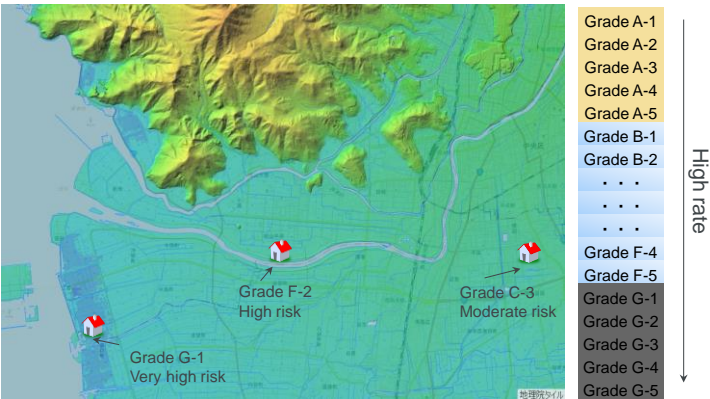 Grade F-2
High risk
Grade C-3
Moderate risk
Grade G-1
Very high risk
地理院タイル
Grade A-1
Grade A-2
Grade A-3
Grade A-4
Grade A-5
Grade B-1
Grade B-2
. . .
. . .
. . .
Grade F-4
Grade F-5
Grade G-1
Grade G-2
Grade G-3
Grade G-4
Grade G-5
High rate